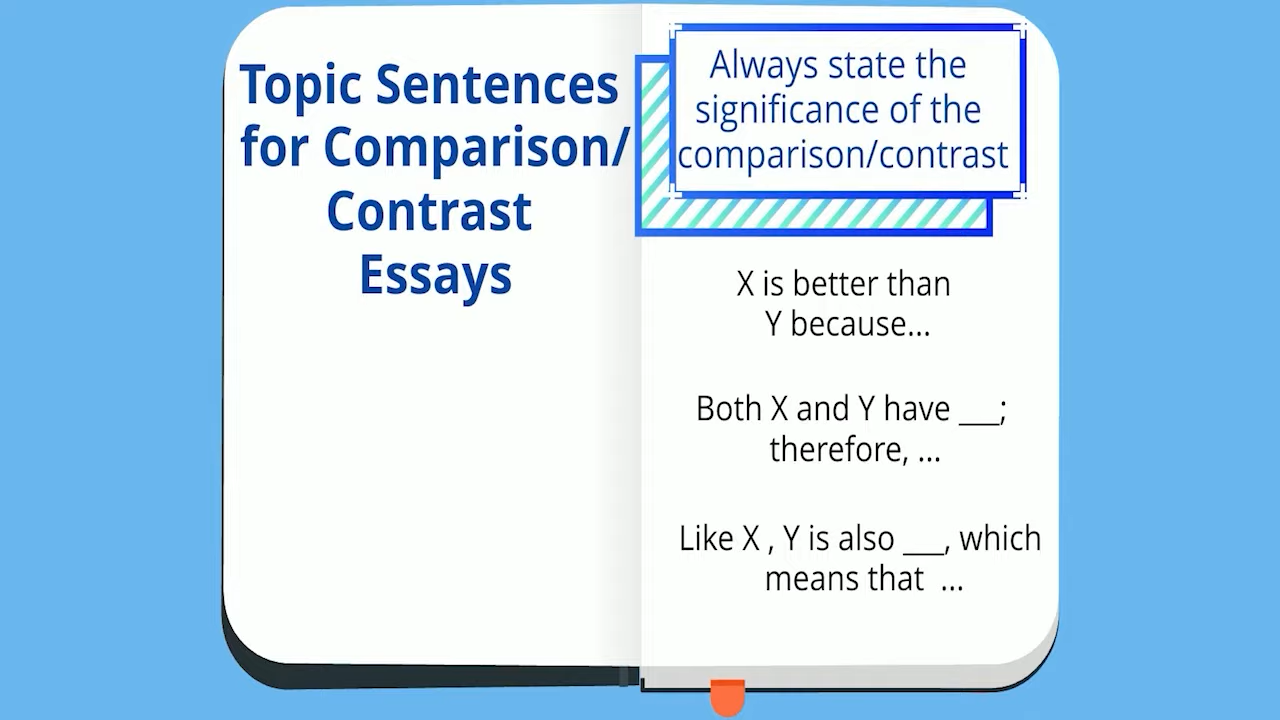 Topic Sentences
for Comparison/
Contrast
Essays
Always state the
significance of the
comparison/contrast
X is better than
Y because...
Both X and Y have ___;
therefore, ...
Like X , Y is also ___, which
means that ...